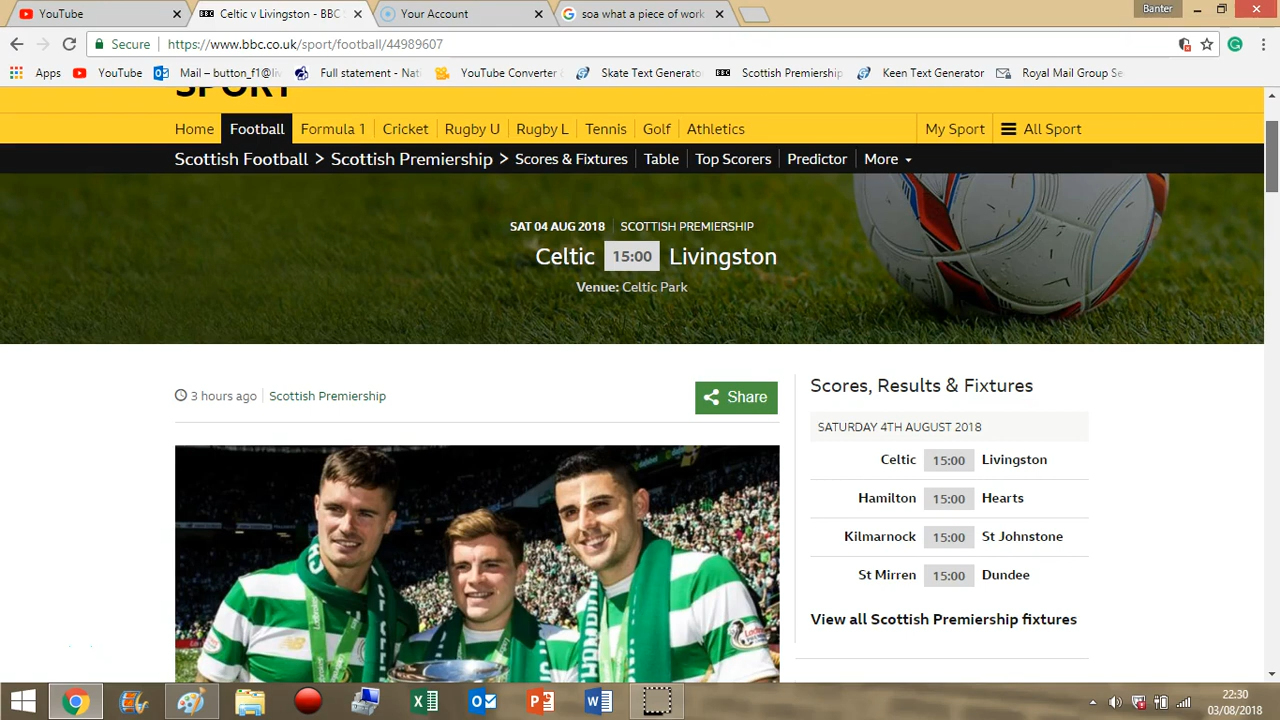 YouTube
Celtic v Livingston - BBC
Your Account
soa what a piece of work
Banter
Secure
https://www.bbc.co.uk/sport/football/44989607
Apps
YouTube
Mail – button_f1@li
Full statement - Nati
YouTube Converter
Skate Text Generato
Scottish Premiership
Keen Text Generator
Royal Mail Group Se
SPORT
Home
Football
Formula 1
Cricket
Rugby U
Rugby L
Tennis
Golf
Athletics
My Sport
All Sport
Scottish Football > Scottish Premiership > Scores & Fixtures
Table
Top Scorers
Predictor
More
SAT 04 AUG 2018
SCOTTISH PREMIERSHIP
Celtic 15:00 Livingston
Venue: Celtic Park
3 hours ago
Scottish Premiership
Share
Scores, Results & Fixtures
SATURDAY 4TH AUGUST 2018
Celtic 15:00 Livingston
Hamilton 15:00 Hearts
Kilmarnock 15:00 St Johnstone
St Mirren 15:00 Dundee
View all Scottish Premiership fixtures
22:30
03/08/2018